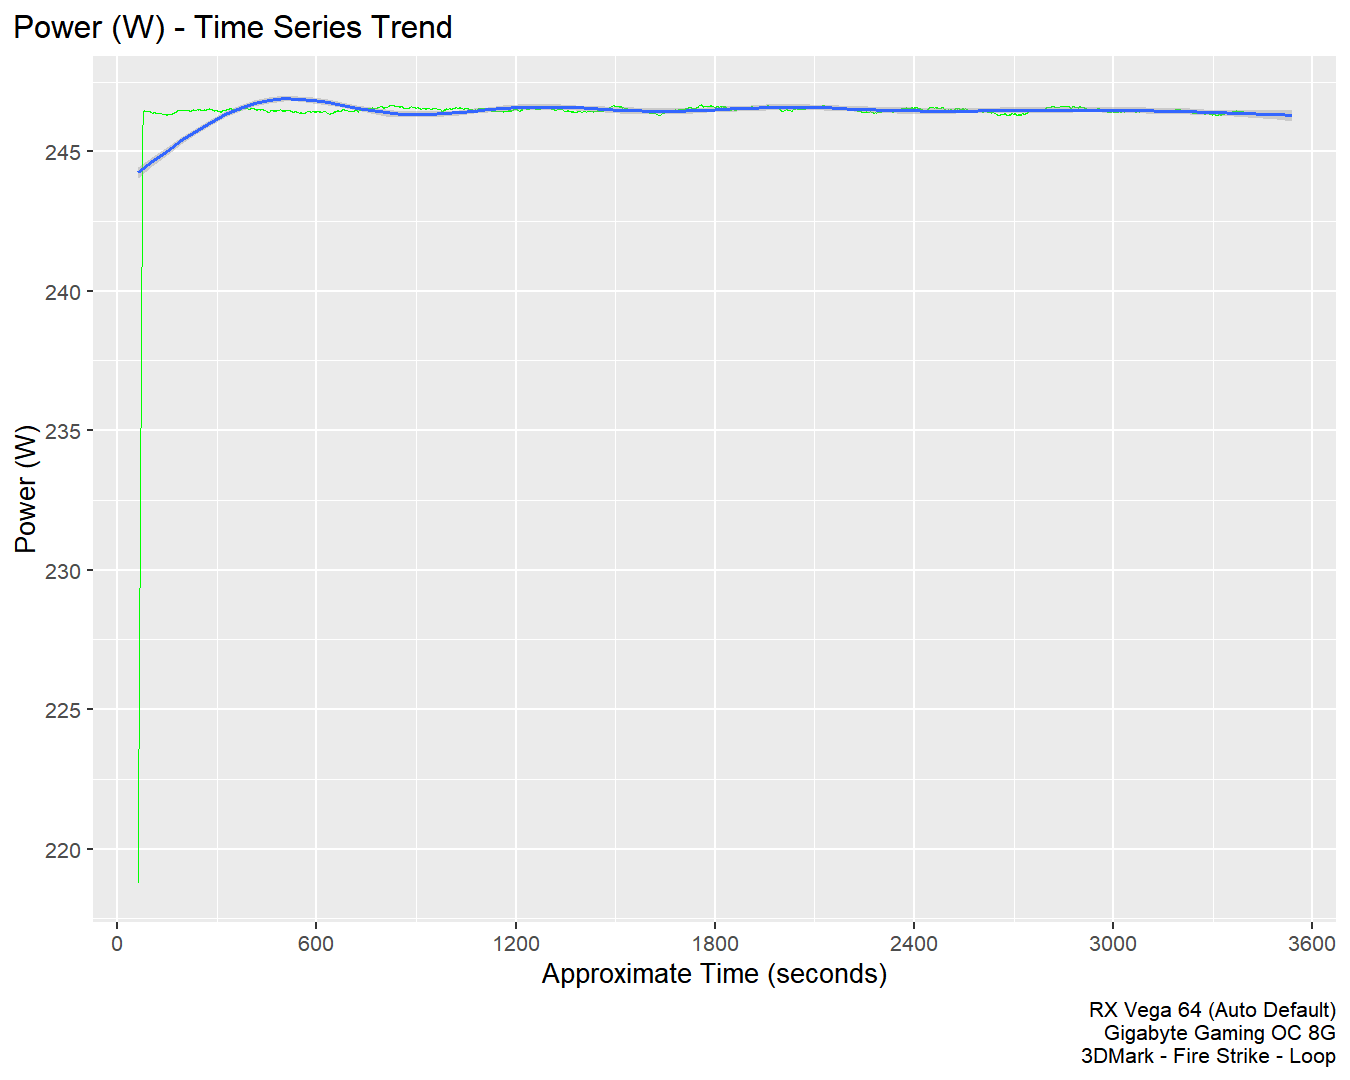 Power (W) - Time Series Trend
Power (W)
245
240
235
230
225
220
0 600 1200 1800 2400 3000 3600
Approximate Time (seconds)
RX Vega 64 (Auto Default)
Gigabyte Gaming OC 8G
3DMark - Fire Strike - Loop